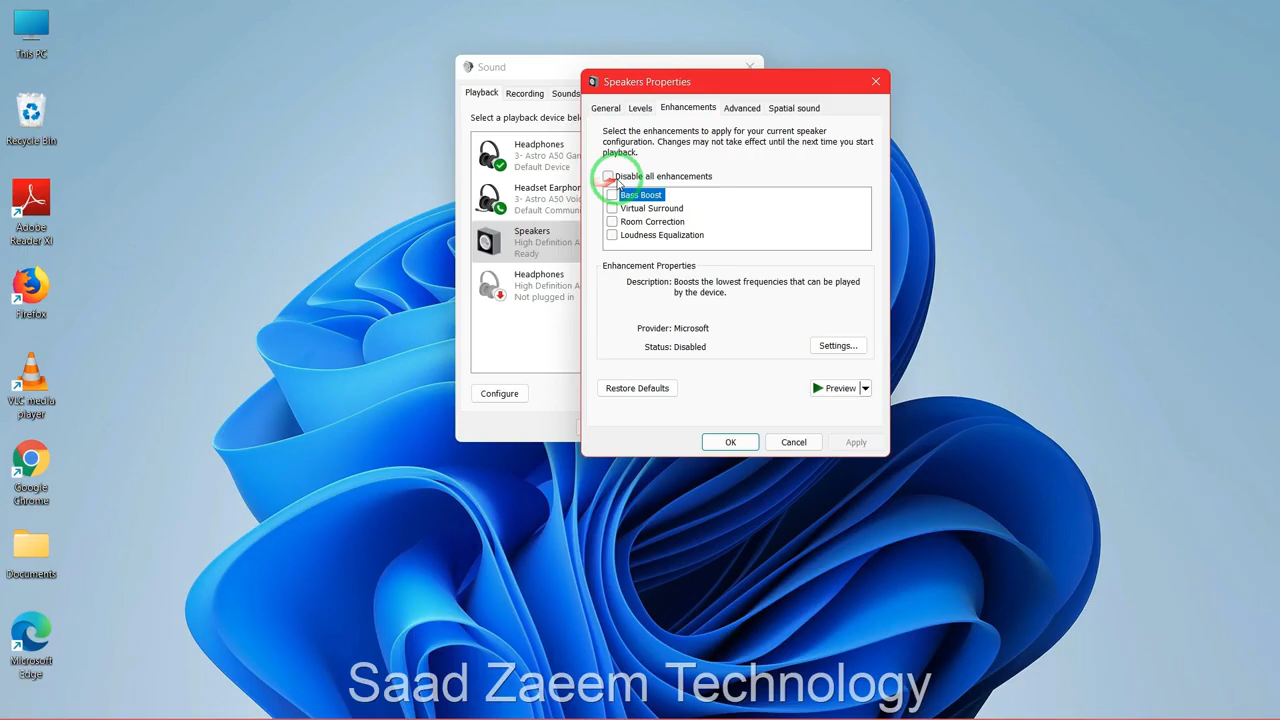 This PC
Recycle Bin
Adobe
Reader XI
Firefox
VLC media
player
Google
Chrome
Documents
Microsoft
Edge
Sound
Playback
Recording
Sounds
Select a playback device below
Headphones
3- Astro A50 Gam
Default Device
Headset Earphon
3- Astro A50 Voic
Default Commun
Speakers
High Definition A
Ready
Headphones
High Definition A
Not plugged in
Configure
Speakers Properties
General
Levels
Enhancements
Advanced
Spatial sound
Select the enhancements to apply for your current speaker
configuration. Changes may not take effect until the next time you start
playback.
Disable all enhancements
Bass Boost
Virtual Surround
Room Correction
Loudness Equalization
Enhancement Properties
Description: Boosts the lowest frequencies that can be played
by the device.
Provider: Microsoft
Status: Disabled
Settings...
Restore Defaults
Preview
OK
Cancel
Apply
Saad Zaeem Technology